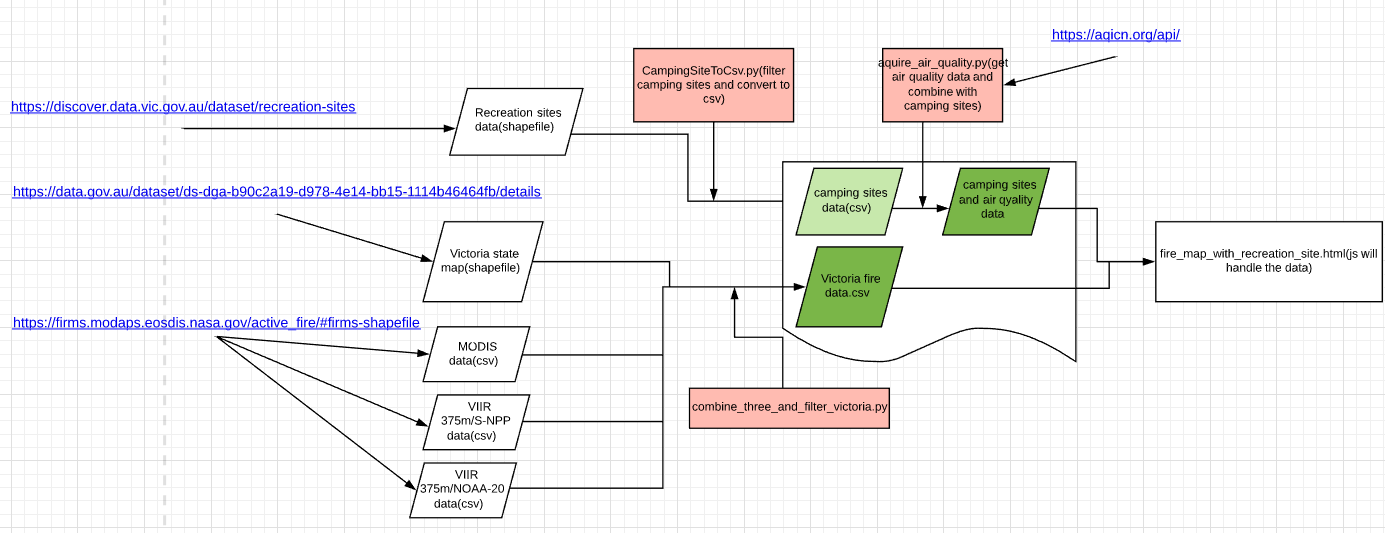 https://aqicn.org/api/
CampingSiteToCsv.py(filter
camping sites and convert to
csv)
aquire_air_quality.py(get
air quality data and
combine with
camping sites)
https://discover.data.vic.gov.au/dataset/recreation-sites
Recreation sites
data(shapefile)
https://data.gov.au/dataset/ds-dga-b90c2a19-d978-4e14-bb15-1114b46464fb/details
camping sites
data(csv)
camping sites
and air qyality
data
Victoria state
map(shapefile)
fire_map_with_recreation_site.html(js will
handle the data)
Victoria fire
data.csv
https://firms.modaps.eosdis.nasa.gov/active_fire/#firms-shapefile
MODIS
data(csv)
VIIR
375m/S-NPP
data(csv)
combine_three_and_filter_victoria.py
VIIR
375m/NOAA-20
data(csv)